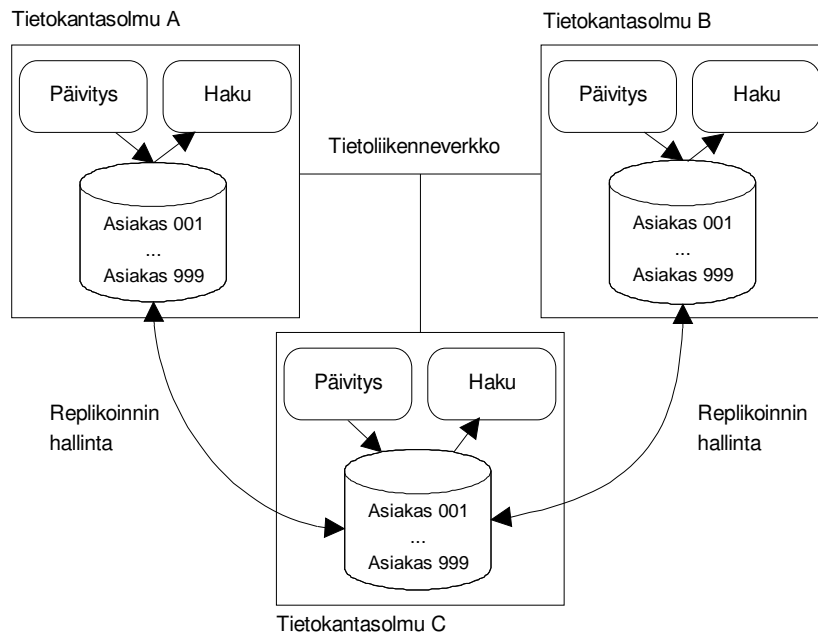 Tietokantasolmu A
Tietokantasolmu B
Päivitys
Haku
Päivitys
Haku
Tietoliikenneverkko
Asiakas 001
...
Asiakas 999
Asiakas 001
...
Asiakas 999
Päivitys
Haku
Replikoinnin
hallinta
Replikoinnin
hallinta
Asiakas 001
...
Asiakas 999
Tietokantasolmu C